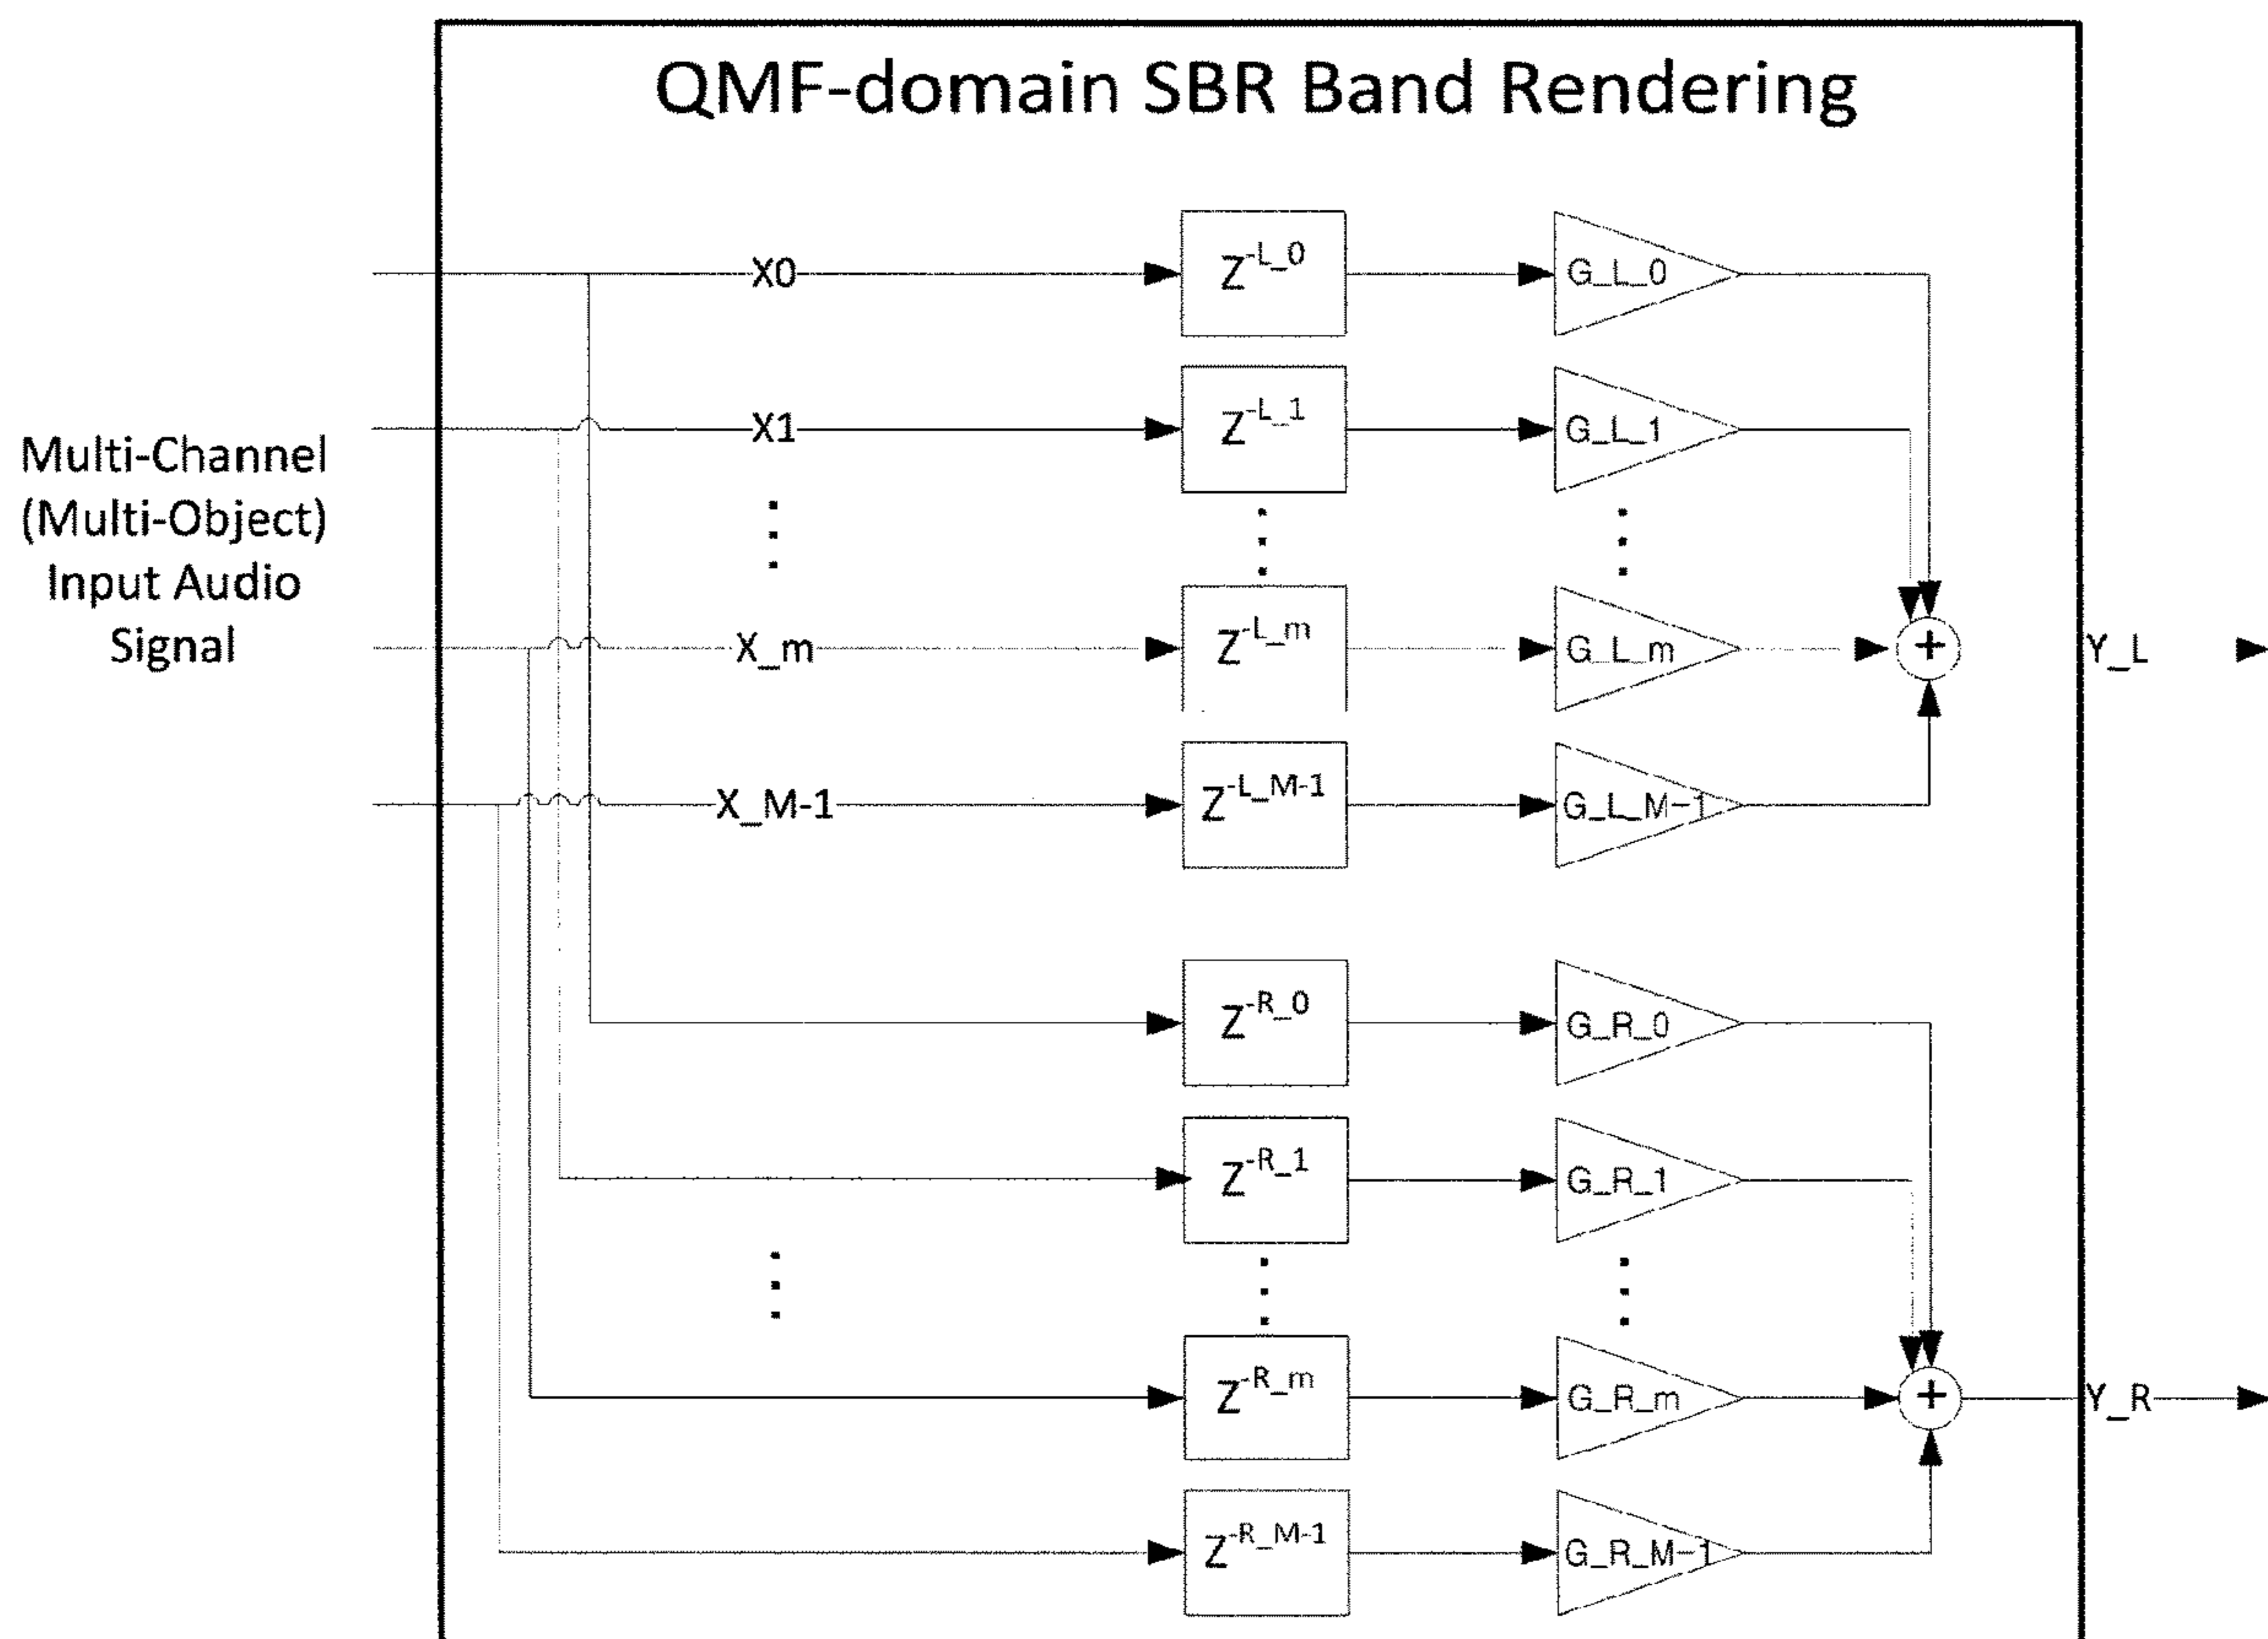 QMF-domain SBR Band Rendering
Multi-Channel
(Multi-Object)
Input Audio
Signal
X0
Z-L_0
G_L_0
X1
Z-L_1
G_L_1
X_m
Z-L_m
G_L_m
+
Y_L
X_M-1
Z-L_M-1
G_L_M-1
Z-R_0
G_R_0
Z-R_1
G_R_1
Z-R_m
G_R_m
+
Y_R
Z-R_M-1
G_R_M-1